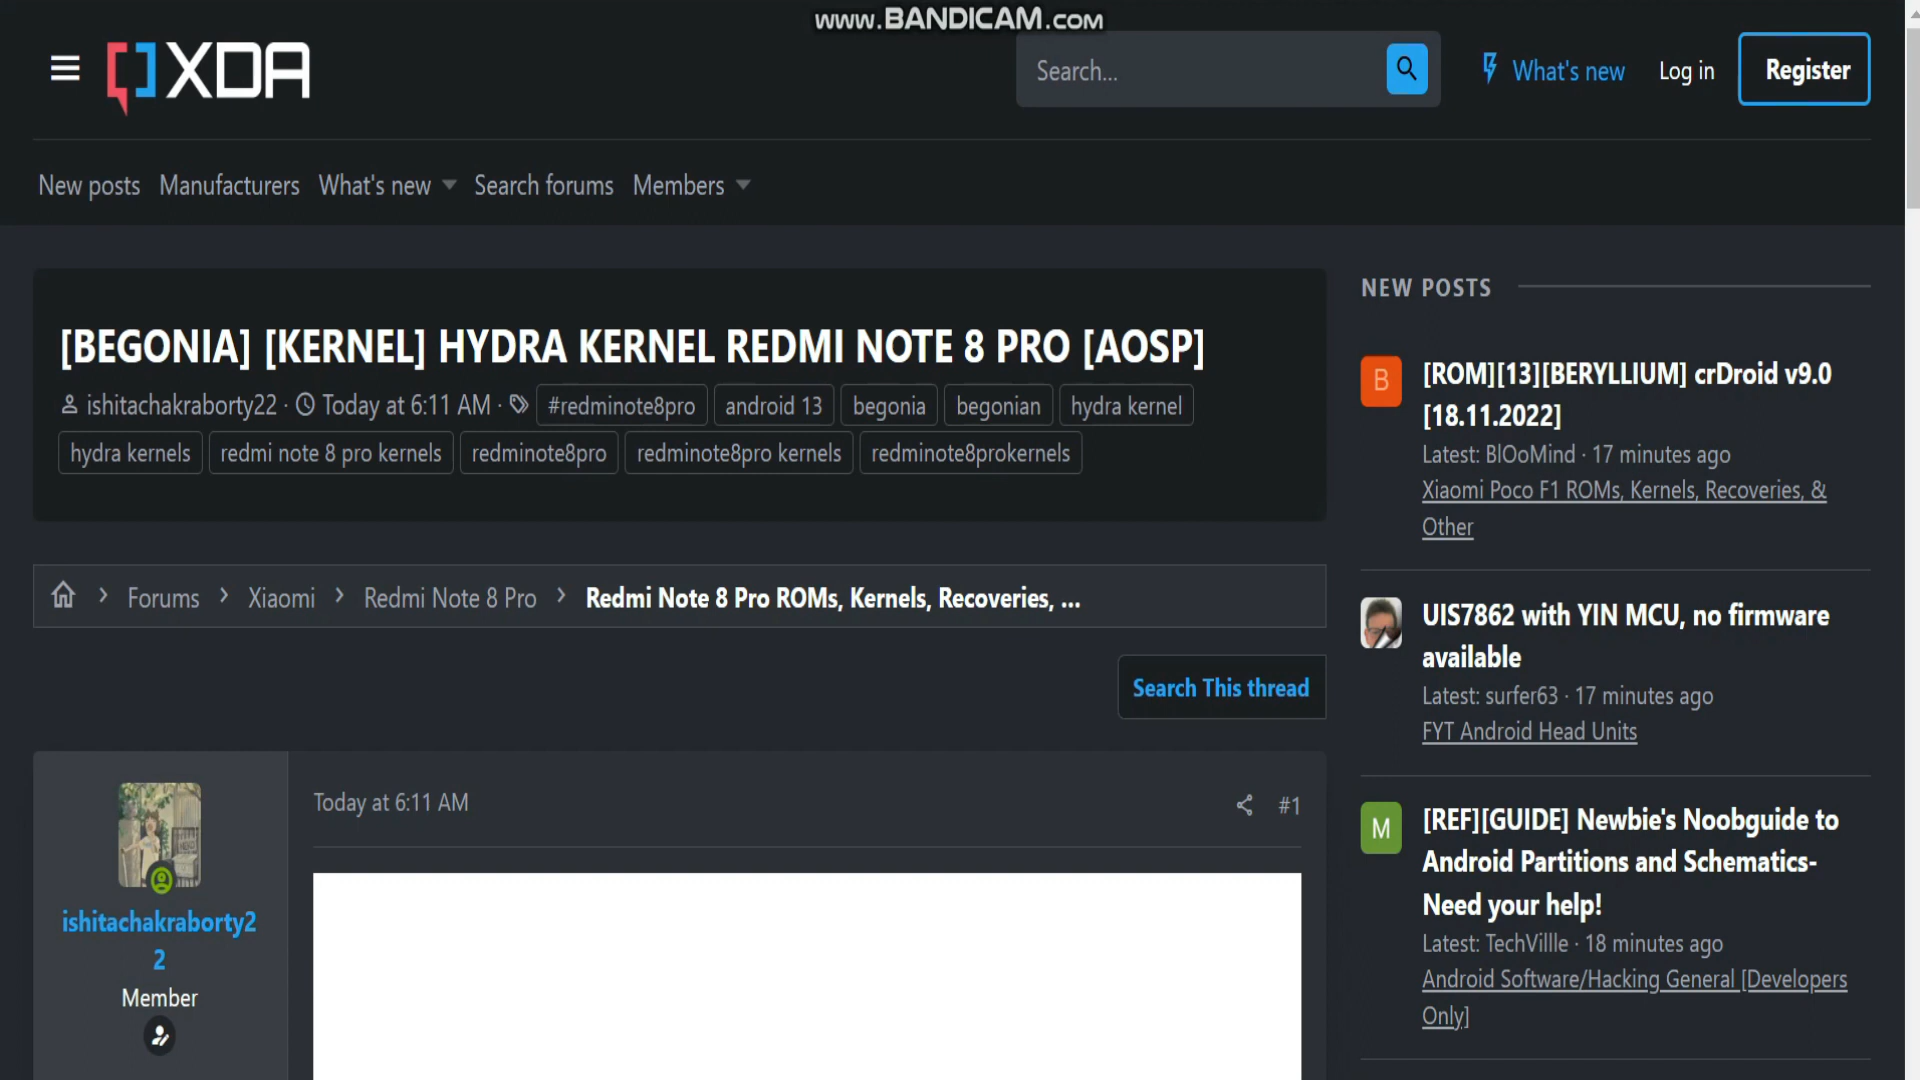 www.BANDICAM.com
XDA
Search...
What's new
Log in
Register
New posts
Manufacturers
What's new
Search forums
Members
[BEGONIA] [KERNEL] HYDRA KERNEL REDMI NOTE 8 PRO [AOSP]
ishitachakraborty22 · Today at 6:11 AM · #redminote8pro android 13 begonia begonian hydra kernel
hydra kernels redmi note 8 pro kernels redminote8pro redminote8pro kernels redminote8prokernels
Forums > Xiaomi > Redmi Note 8 Pro > Redmi Note 8 Pro ROMs, Kernels, Recoveries, ...
Search This thread
ishitachakraborty2
2
Member
Today at 6:11 AM
#1
NEW POSTS
B
[ROM][13][BERYLLIUM] crDroid v9.0
[18.11.2022]
Latest: BlOoMind · 17 minutes ago
Xiaomi Poco F1 ROMs, Kernels, Recoveries, &
Other
UIS7862 with YIN MCU, no firmware
available
Latest: surfer63 · 17 minutes ago
FYT Android Head Units
M
[REF][GUIDE] Newbie's Noobguide to
Android Partitions and Schematics-
Need your help!
Latest: TechVillle · 18 minutes ago
Android Software/Hacking General [Developers
Only]